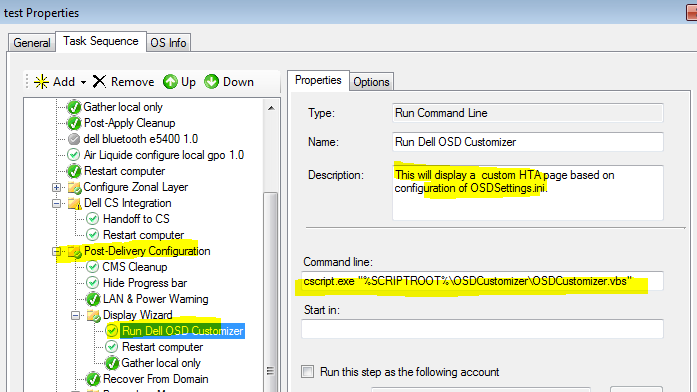 test Properties
General
Task Sequence
OS Info
Add
Remove
Up
Down
Gather local only
Post-Apply Cleanup
dell bluetooth e5400 1.0
Air Liquide configure local gpo 1.0
Restart computer
Configure Zonal Layer
Dell CS Integration
Handoff to CS
Restart computer
Post-Delivery Configuration
CMS Cleanup
Hide Progress bar
LAN & Power Warning
Display Wizard
Run Dell OSD Customizer
Restart computer
Gather local only
Recover From Domain
Properties
Options
Type:
Run Command Line
Name:
Run Dell OSD Customizer
Description:
This will display a custom HTA page based on
configuration of OSDSettings.ini.
Command line:
cscript.exe "%SCRIPTROOT%\OSDCustomizer\OSDCustomizer.vbs"
Start in:
Run this step as the following account